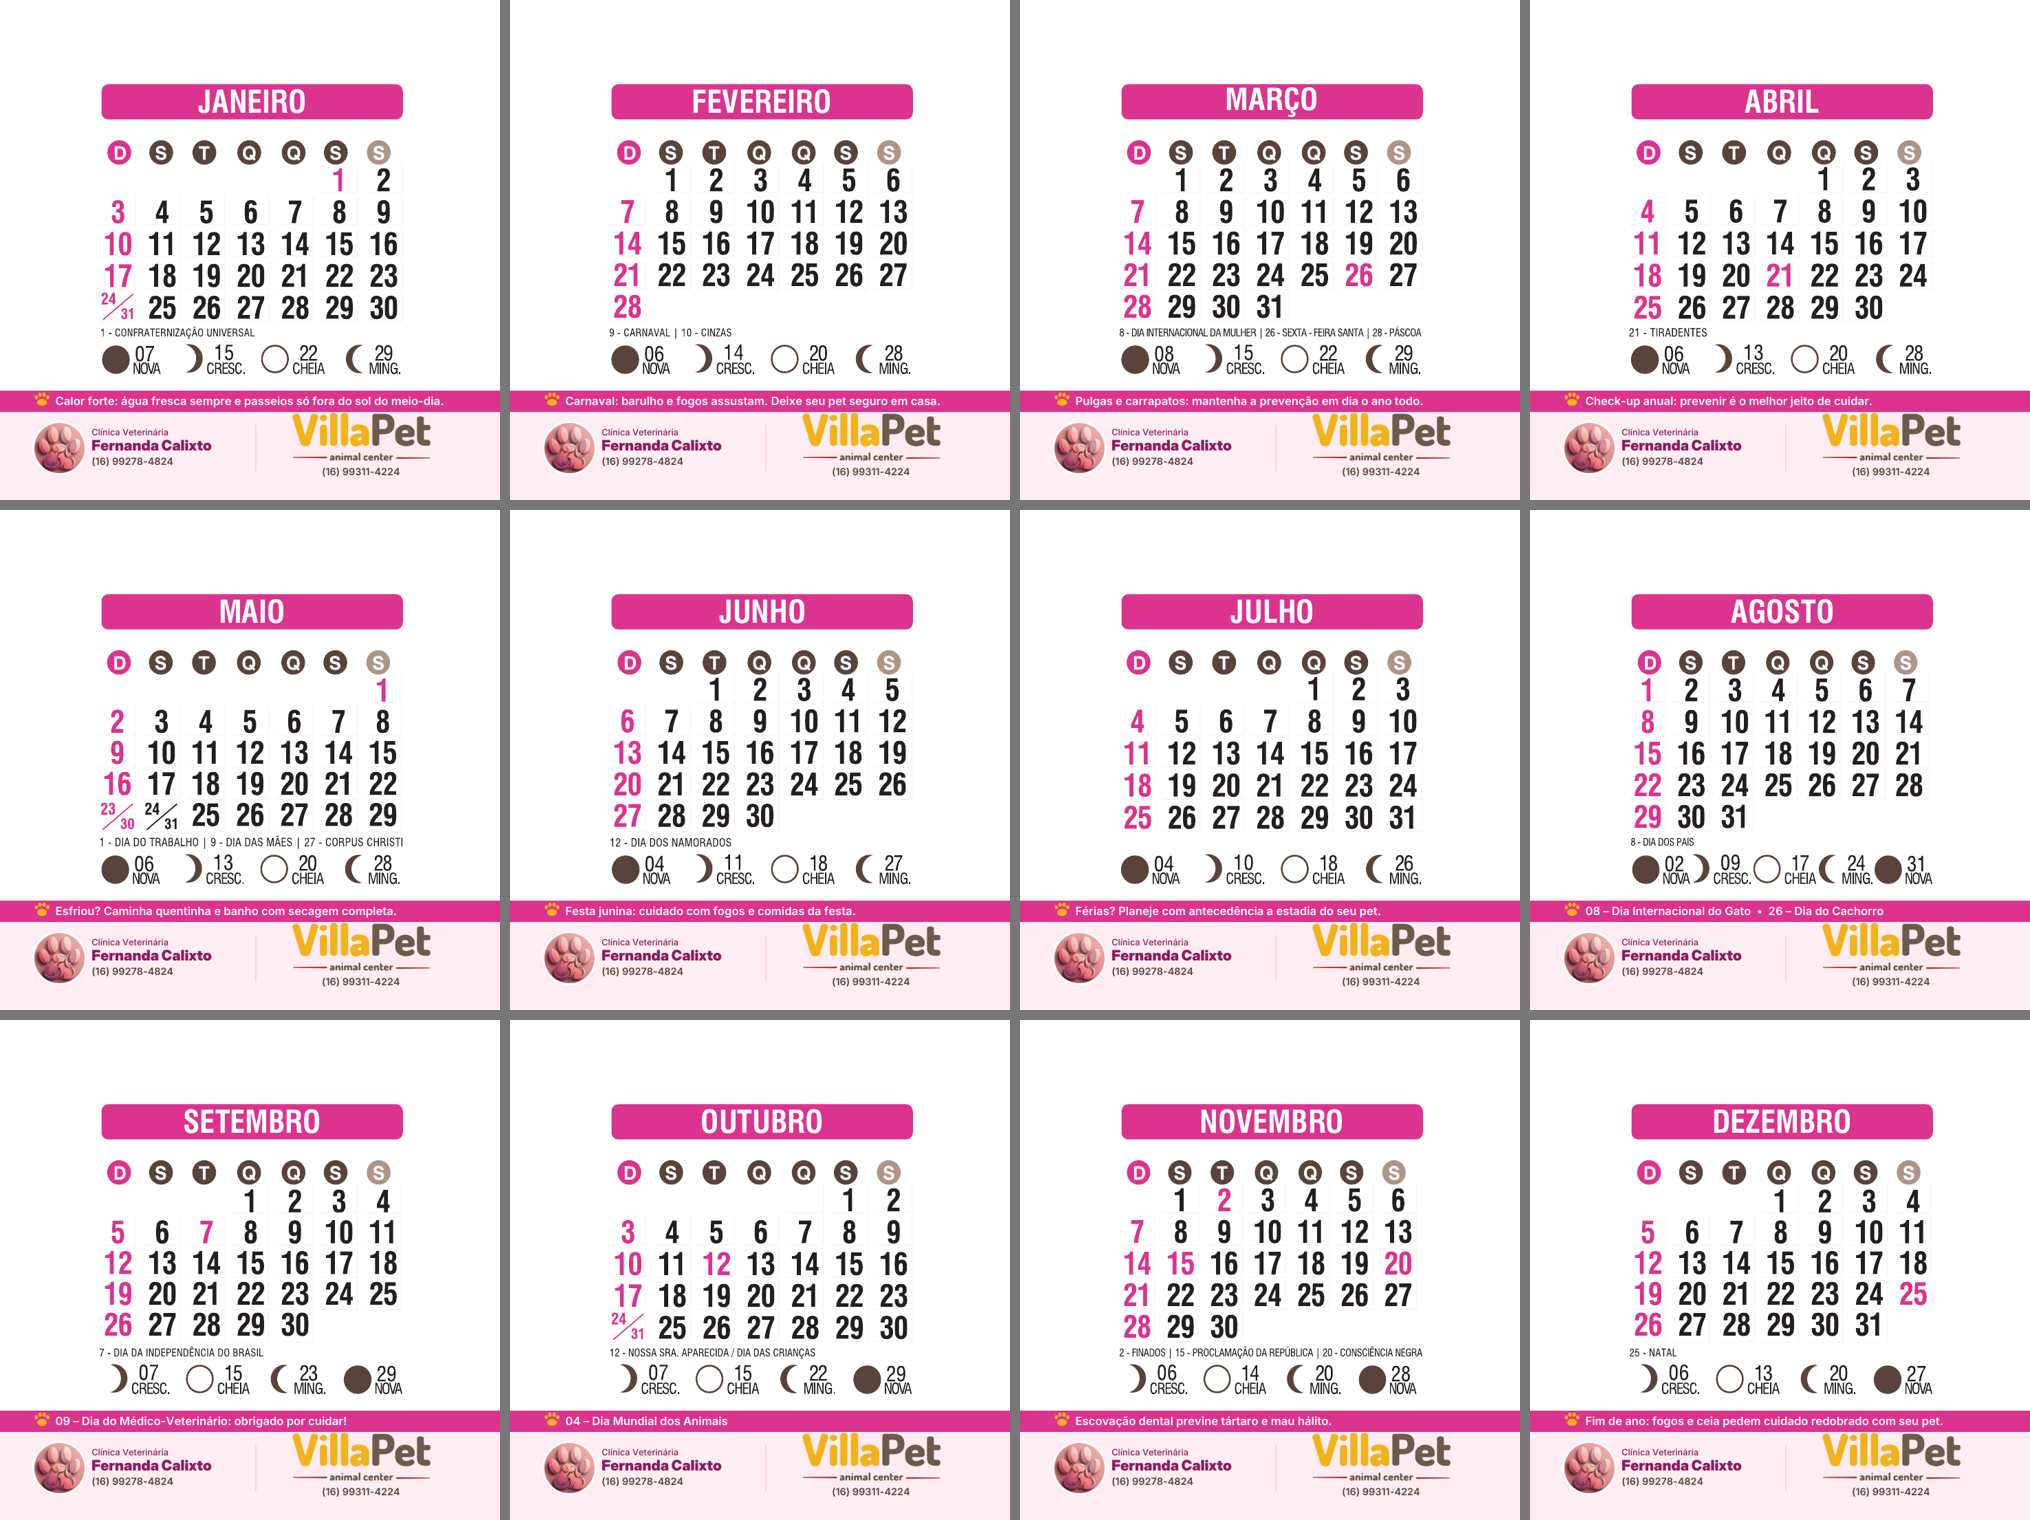 JANEIRO
D S T Q Q S S
1 2
3 4 5 6 7 8 9
10 11 12 13 14 15 16
17 18 19 20 21 22 23
24/31 25 26 27 28 29 30
1 - CONFRATERNIZAÇÃO UNIVERSAL
07 NOVA 15 CRESC. 22 CHEIA 29 MING.
Calor forte: água fresca sempre e passeios só fora do sol do meio-dia.
Clínica Veterinária
Fernanda Calixto
(16) 99278-4824
VillaPet
animal center
(16) 99311-4224
FEVEREIRO
D S T Q Q S S
1 2 3 4 5 6
7 8 9 10 11 12 13
14 15 16 17 18 19 20
21 22 23 24 25 26 27
28
9 - CARNAVAL | 10 - CINZAS
06 NOVA 14 CRESC. 20 CHEIA 28 MING.
Carnaval: barulho e fogos assustam. Deixe seu pet seguro em casa.
Clínica Veterinária
Fernanda Calixto
(16) 99278-4824
VillaPet
animal center
(16) 99311-4224
MARÇO
D S T Q Q S S
1 2 3 4 5 6
7 8 9 10 11 12 13
14 15 16 17 18 19 20
21 22 23 24 25 26 27
28 29 30 31
8 - DIA INTERNACIONAL DA MULHER | 26 - SEXTA - FEIRA SANTA | 28 - PÁSCOA
08 NOVA 15 CRESC. 22 CHEIA 29 MING.
Pulgas e carrapatos: mantenha a prevenção em dia o ano todo.
Clínica Veterinária
Fernanda Calixto
(16) 99278-4824
VillaPet
animal center
(16) 99311-4224
ABRIL
D S T Q Q S S
1 2 3
4 5 6 7 8 9 10
11 12 13 14 15 16 17
18 19 20 21 22 23 24
25 26 27 28 29 30
21 - TIRADENTES
06 NOVA 13 CRESC. 20 CHEIA 28 MING.
Check-up anual: prevenir é o melhor jeito de cuidar.
Clínica Veterinária
Fernanda Calixto
(16) 99278-4824
VillaPet
animal center
(16) 99311-4224
MAIO
D S T Q Q S S
1
2 3 4 5 6 7 8
9 10 11 12 13 14 15
16 17 18 19 20 21 22
23/30 24/31 25 26 27 28 29
1 - DIA DO TRABALHO | 9 - DIA DAS MÃES | 27 - CORPUS CHRISTI
06 NOVA 13 CRESC. 20 CHEIA 28 MING.
Esfriou? Caminha quentinha e banho com secagem completa.
Clínica Veterinária
Fernanda Calixto
(16) 99278-4824
VillaPet
animal center
(16) 99311-4224
JUNHO
D S T Q Q S S
1 2 3 4 5
6 7 8 9 10 11 12
13 14 15 16 17 18 19
20 21 22 23 24 25 26
27 28 29 30
12 - DIA DOS NAMORADOS
04 NOVA 11 CRESC. 18 CHEIA 27 MING.
Festa junina: cuidado com fogos e comidas da festa.
Clínica Veterinária
Fernanda Calixto
(16) 99278-4824
VillaPet
animal center
(16) 99311-4224
JULHO
D S T Q Q S S
1 2 3
4 5 6 7 8 9 10
11 12 13 14 15 16 17
18 19 20 21 22 23 24
25 26 27 28 29 30 31
04 NOVA 10 CRESC. 18 CHEIA 26 MING.
Férias? Planeje com antecedência a estadia do seu pet.
Clínica Veterinária
Fernanda Calixto
(16) 99278-4824
VillaPet
animal center
(16) 99311-4224
AGOSTO
D S T Q Q S S
1 2 3 4 5 6 7
8 9 10 11 12 13 14
15 16 17 18 19 20 21
22 23 24 25 26 27 28
29 30 31
8 - DIA DOS PAIS
02 NOVA 09 CRESC. 17 CHEIA 24 MING. 31 NOVA
08 – Dia Internacional do Gato • 26 – Dia do Cachorro
Clínica Veterinária
Fernanda Calixto
(16) 99278-4824
VillaPet
animal center
(16) 99311-4224
SETEMBRO
D S T Q Q S S
1 2 3 4
5 6 7 8 9 10 11
12 13 14 15 16 17 18
19 20 21 22 23 24 25
26 27 28 29 30
7 - DIA DA INDEPENDÊNCIA DO BRASIL
07 CRESC. 15 CHEIA 23 MING. 29 NOVA
09 – Dia do Médico-Veterinário: obrigado por cuidar!
Clínica Veterinária
Fernanda Calixto
(16) 99278-4824
VillaPet
animal center
(16) 99311-4224
OUTUBRO
D S T Q Q S S
1 2
3 4 5 6 7 8 9
10 11 12 13 14 15 16
17 18 19 20 21 22 23
24/31 25 26 27 28 29 30
12 - NOSSA SRA. APARECIDA / DIA DAS CRIANÇAS
07 CRESC. 15 CHEIA 22 MING. 29 NOVA
04 – Dia Mundial dos Animais
Clínica Veterinária
Fernanda Calixto
(16) 99278-4824
VillaPet
animal center
(16) 99311-4224
NOVEMBRO
D S T Q Q S S
1 2 3 4 5 6
7 8 9 10 11 12 13
14 15 16 17 18 19 20
21 22 23 24 25 26 27
28 29 30
2 - FINADOS | 15 - PROCLAMAÇÃO DA REPÚBLICA | 20 - CONSCIÊNCIA NEGRA
06 CRESC. 14 CHEIA 20 MING. 28 NOVA
Escovação dental previne tártaro e mau hálito.
Clínica Veterinária
Fernanda Calixto
(16) 99278-4824
VillaPet
animal center
(16) 99311-4224
DEZEMBRO
D S T Q Q S S
1 2 3 4
5 6 7 8 9 10 11
12 13 14 15 16 17 18
19 20 21 22 23 24 25
26 27 28 29 30 31
25 - NATAL
06 CRESC. 13 CHEIA 20 MING. 27 NOVA
Fim de ano: fogos e ceia pedem cuidado redobrado com seu pet.
Clínica Veterinária
Fernanda Calixto
(16) 99278-4824
VillaPet
animal center
(16) 99311-4224